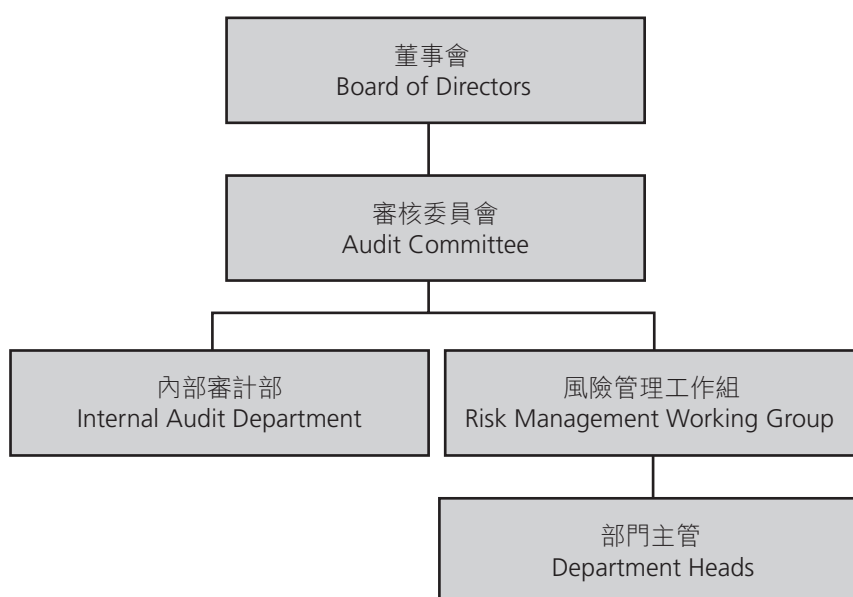 董事會
Board of Directors
審核委員會
Audit Committee
內部審計部
Internal Audit Department
風險管理工作組
Risk Management Working Group
部門主管
Department Heads